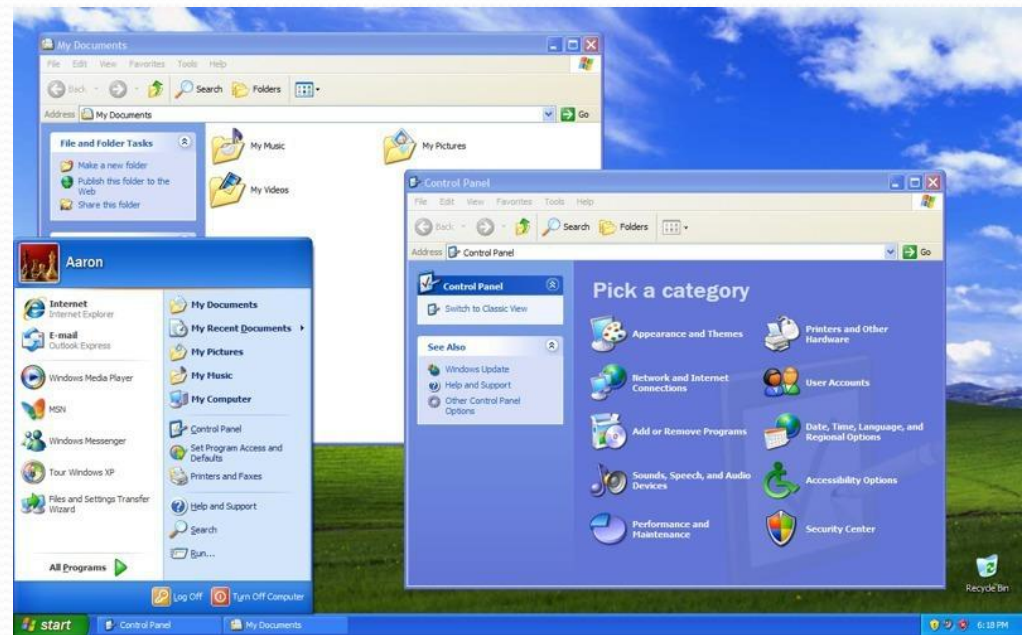 My Documents
File Edit View Favorites Tools Help
Back Search Folders
Address My Documents Go
File and Folder Tasks
Make a new folder
Publish this folder to the
Web
Share this folder
My Music
My Pictures
My Videos
Control Panel
File Edit View Favorites Tools Help
Back Search Folders
Address Control Panel Go
Control Panel
Switch to Classic View
See Also
Windows Update
Help and Support
Other Control Panel
Options
Pick a category
Appearance and Themes
Printers and Other
Hardware
Network and Internet
Connections
User Accounts
Add or Remove Programs
Date, Time, Language, and
Regional Options
Sounds, Speech, and Audio
Devices
Accessibility Options
Performance and
Maintenance
Security Center
Aaron
Internet
Internet Explorer
E-mail
Outlook Express
Windows Media Player
MSN
Windows Messenger
Tour Windows XP
Files and Settings Transfer
Wizard
All Programs
My Documents
My Recent Documents
My Pictures
My Music
My Computer
Control Panel
Set Program Access and
Defaults
Printers and Faxes
Help and Support
Search
Run...
Log Off Turn Off Computer
Recycle Bin
start Control Panel My Documents 6:18 PM